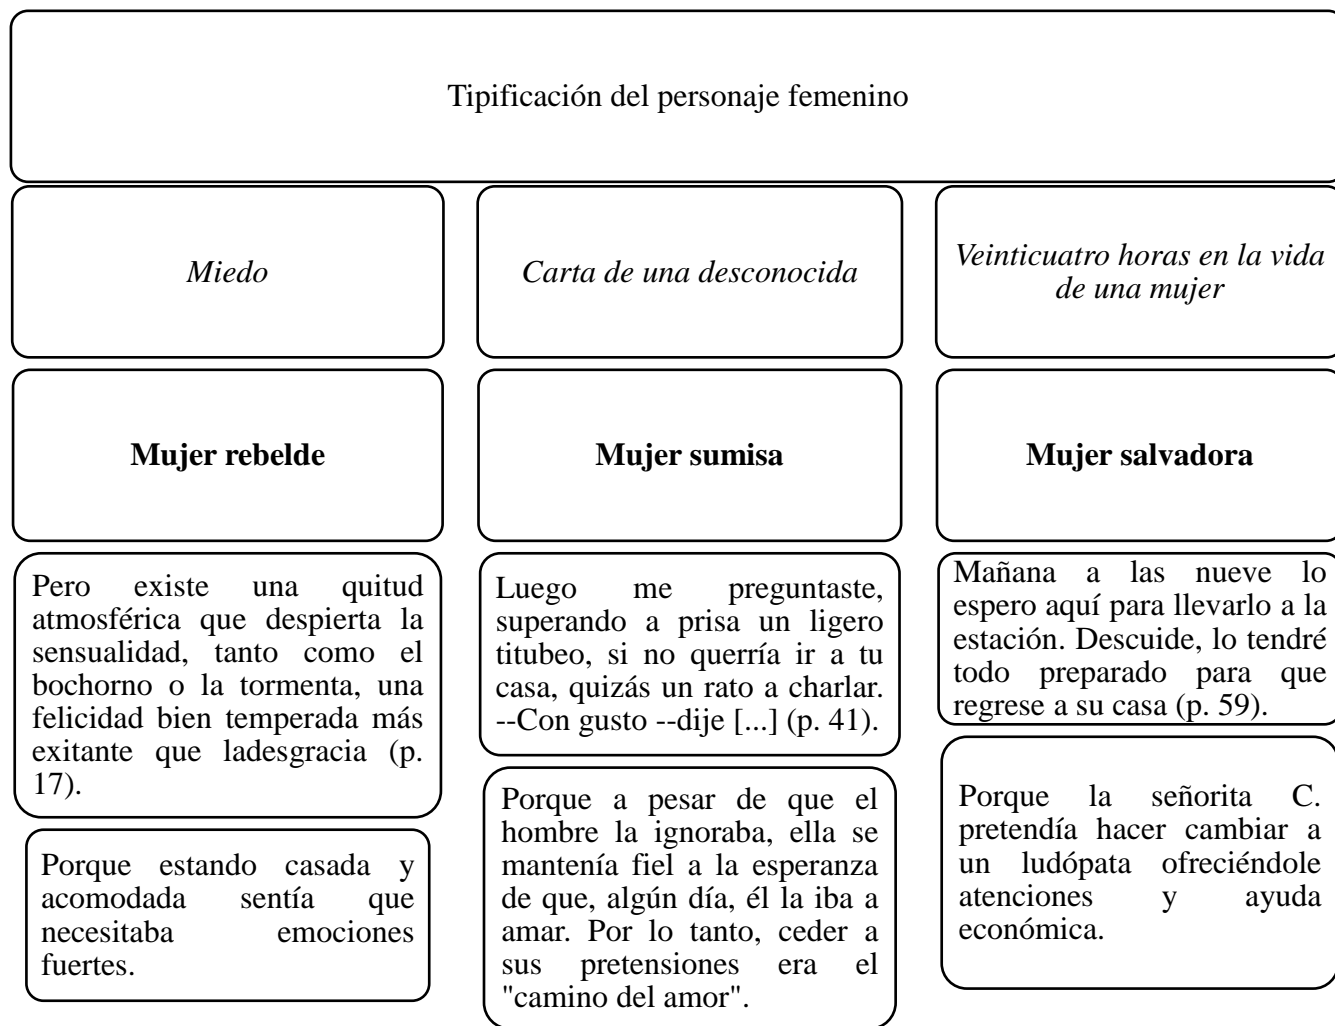 Tipificación del personaje femenino
Miedo
Carta de una desconocida
Veinticuatro horas en la vida
de una mujer
Mujer rebelde
Mujer sumisa
Mujer salvadora
Pero existe una quitud
atmosférica que despierta la
sensualidad, tanto como el
bochorno o la tormenta, una
felicidad bien temperada más
exitante que ladesgracia (p.
17).
Luego me preguntaste,
superando a prisa un ligero
titubeo, si no querría ir a tu
casa, quizás un rato a charlar.
--Con gusto --dije [...] (p. 41).
Mañana a las nueve lo
espero aquí para llevarlo a la
estación. Descuide, lo tendré
todo preparado para que
regrese a su casa (p. 59).
Porque estando casada y
acomodada sentía que
necesitaba emociones
fuertes.
Porque a pesar de que el
hombre la ignoraba, ella se
mantenía fiel a la esperanza
de que, algún día, él la iba a
amar. Por lo tanto, ceder a
sus pretensiones era el
"camino del amor".
Porque la señorita C.
pretendía hacer cambiar a
un ludópata ofreciéndole
atenciones y ayuda
económica.